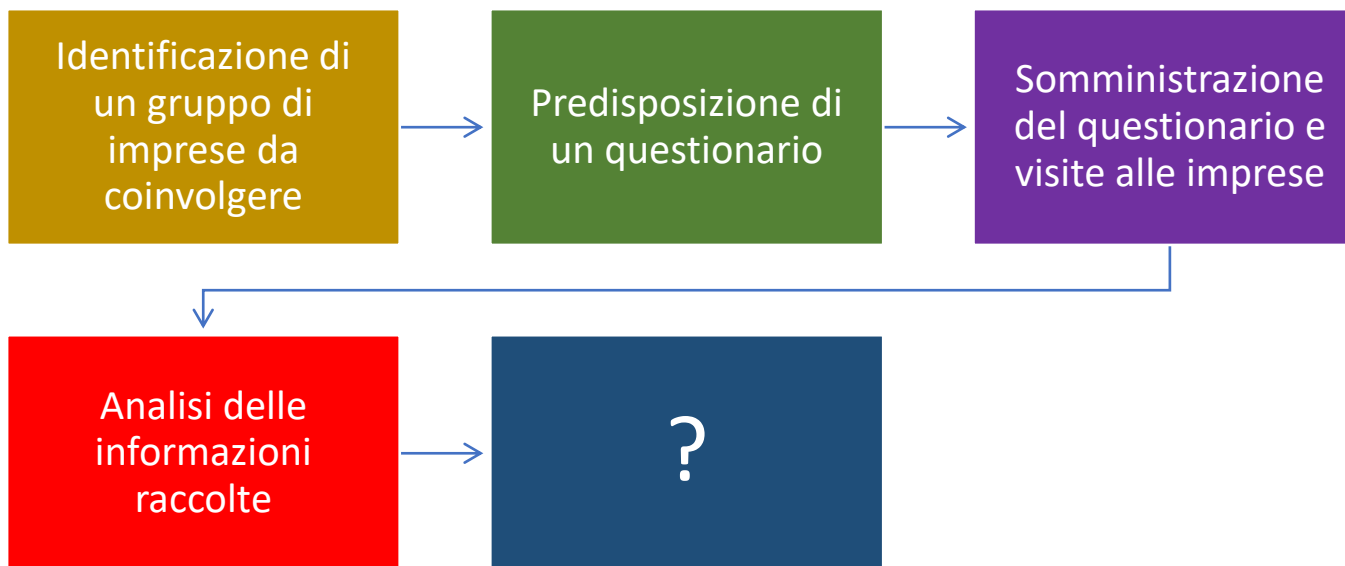 Identificazione di
un gruppo di
imprese da
coinvolgere
Predisposizione di
un questionario
Somministrazione
del questionario e
visite alle imprese
Analisi delle
informazioni
raccolte
?